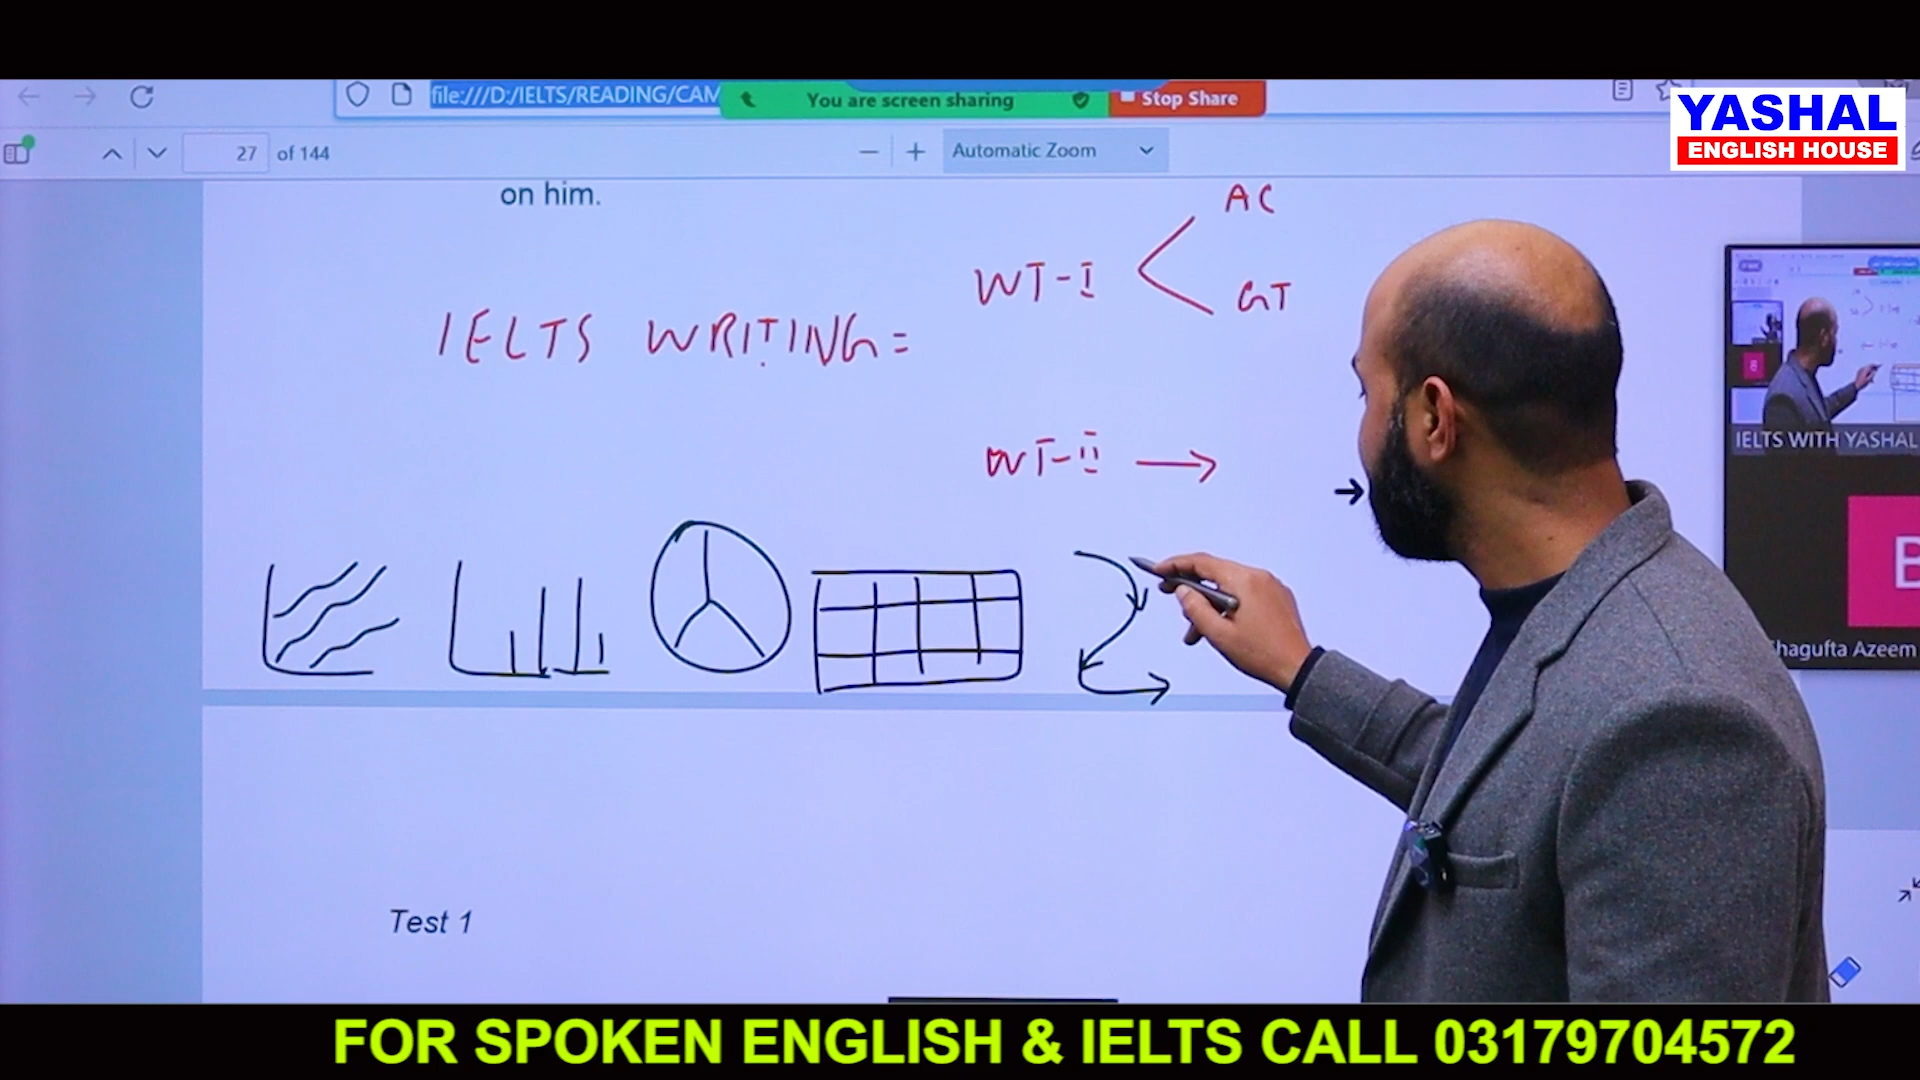 file:///D:/IELTS/READING/CAM
You are screen sharing
Stop Share
YASHAL
ENGLISH HOUSE
27 of 144
Automatic Zoom
on him.
AC
WT-I
GT
IELTS WRITING=
WT-II
IELTS WITH YASHAL
B
B
hagufta Azeem
Test 1
FOR SPOKEN ENGLISH & IELTS CALL 03179704572